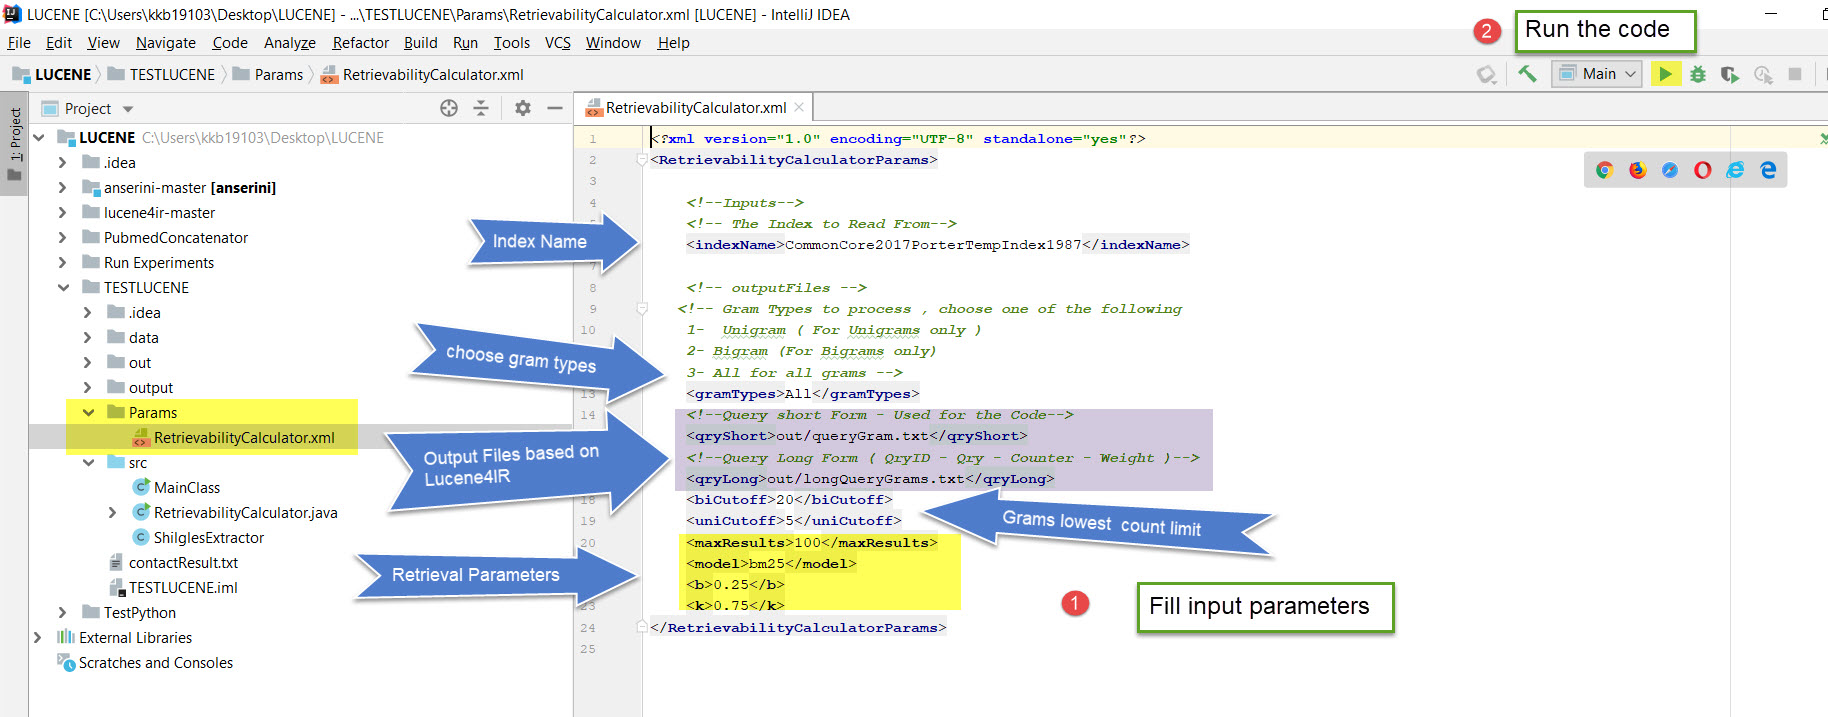 LUCENE [C:\Users\kkb19103\Desktop\LUCENE] - ...\TESTLUCENE\Params\RetrievabilityCalculator.xml [LUCENE] - IntelliJ IDEA
File Edit View Navigate Code Analyze Refactor Build Run Tools VCS Window Help
2 Run the code
LUCENE TESTLUCENE Params RetrievabilityCalculator.xml
Main
1: Project
Project
LUCENE C:\Users\kkb19103\Desktop\LUCENE
.idea
anserini-master [anserini]
lucene4ir-master
PubmedConcatenator
Run Experiments
TESTLUCENE
.idea
data
out
output
Params
RetrievabilityCalculator.xml
src
MainClass
RetrievabilityCalculator.java
ShilglesExtractor
contactResult.txt
TESTLUCENE.iml
TestPython
External Libraries
Scratches and Consoles
RetrievabilityCalculator.xml
1 <?xml version="1.0" encoding="UTF-8" standalone="yes"?>
2 <RetrievabilityCalculatorParams>
3
4 <!--Inputs-->
<!-- The Index to Read From-->
<indexName>CommonCore2017PorterTempIndex1987</indexName>
7
8 <!-- outputFiles -->
9 <!-- Gram Types to process , choose one of the following
10 1- Unigram ( For Unigrams only )
2- Bigram (For Bigrams only)
3- All for all grams -->
13 <gramTypes>All</gramTypes>
14 <!--Query short Form - Used for the Code-->
<qryShort>out/queryGram.txt</qryShort>
<!--Query Long Form ( QryID - Qry - Counter - Weight )-->
<qryLong>out/longQueryGrams.txt</qryLong>
18 <biCutoff>20</biCutoff>
19 <uniCutoff>5</uniCutoff>
20 <maxResults>100</maxResults>
<model>bm25</model>
<b>0.25</b>
23 <k>0.75</k>
24 </RetrievabilityCalculatorParams>
25
Index Name
choose gram types
Output Files based on
Lucene4IR
Grams lowest count limit
Retrieval Parameters
1 Fill input parameters